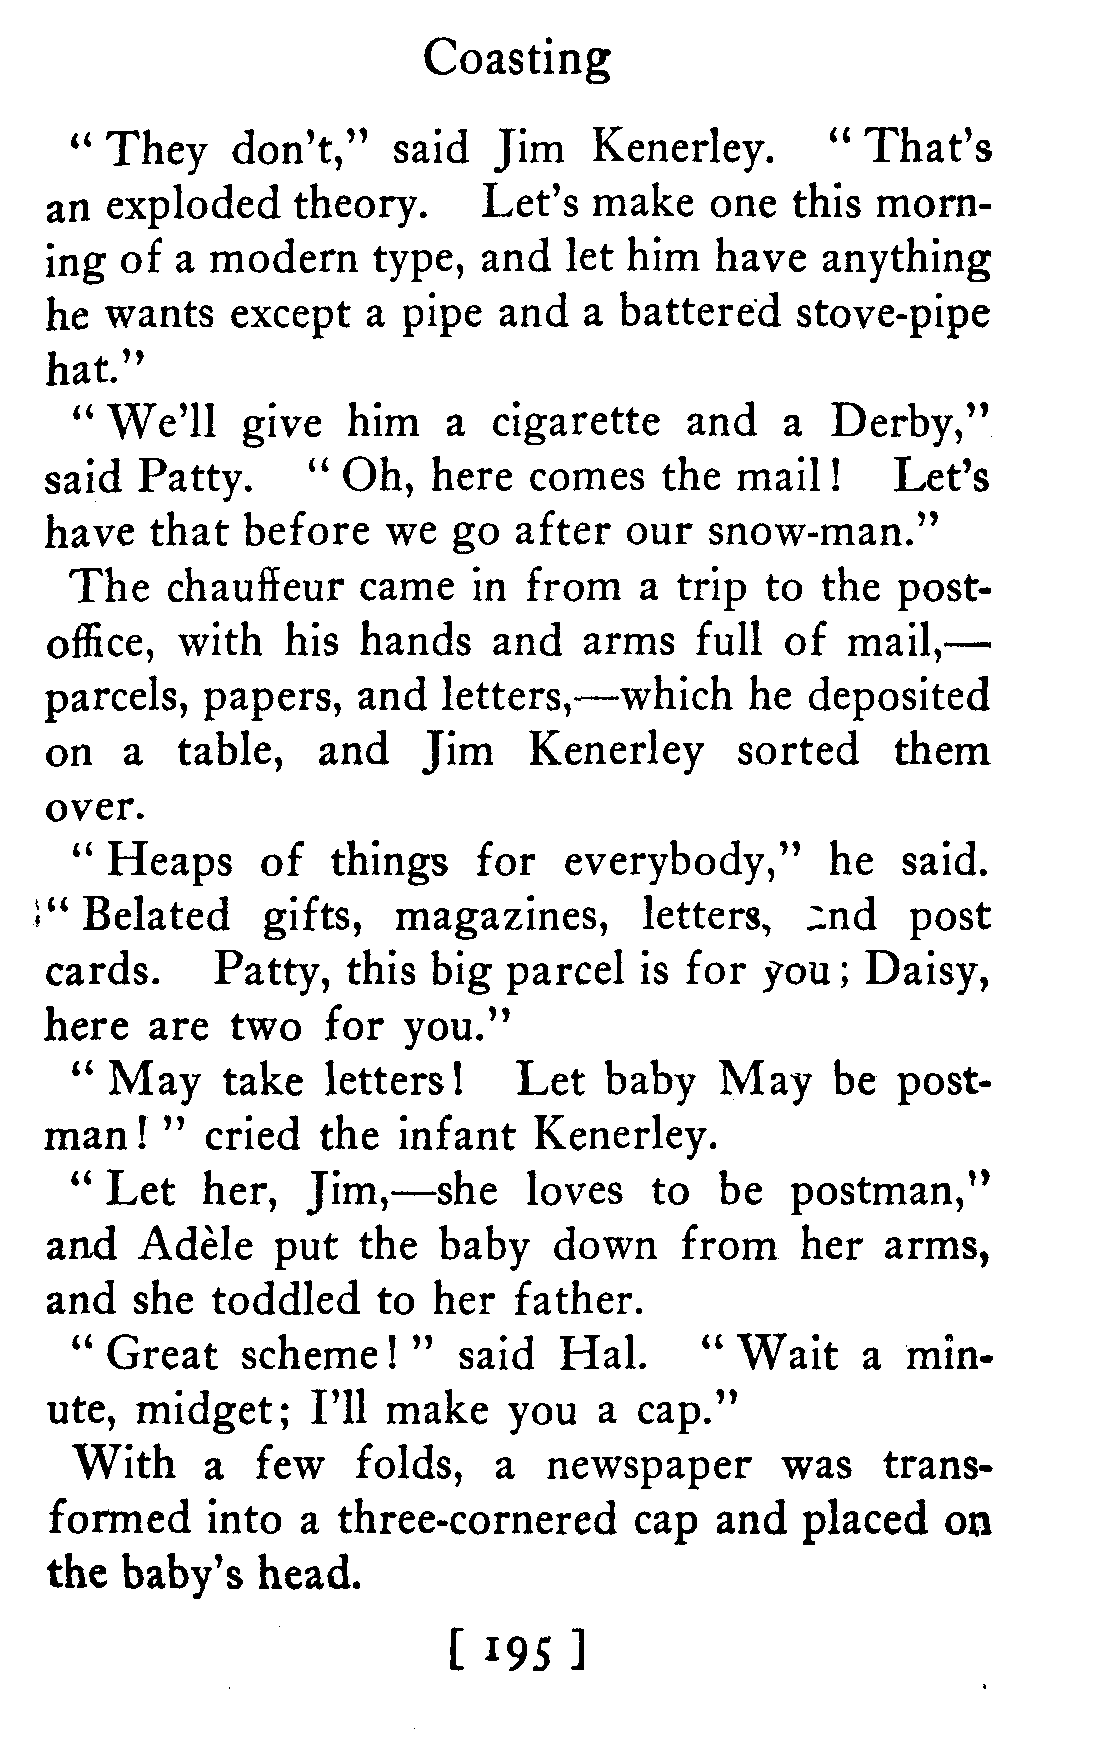 Coasting
" They don't," said Jim Kenerley. " That's
an exploded theory. Let's make one this morn-
ing of a modern type, and let him have anything
he wants except a pipe and a battered stove-pipe
hat."
" We'll give him a cigarette and a Derby,"
said Patty. " Oh, here comes the mail! Let's
have that before we go after our snow-man."
The chauffeur came in from a trip to the post-
office, with his hands and arms full of mail,—
parcels, papers, and letters,—which he deposited
on a table, and Jim Kenerley sorted them
over.
" Heaps of things for everybody," he said.
" Belated gifts, magazines, letters, and post
cards. Patty, this big parcel is for you; Daisy,
here are two for you."
" May take letters! Let baby May be post-
man! " cried the infant Kenerley.
" Let her, Jim,—she loves to be postman,"
and Adèle put the baby down from her arms,
and she toddled to her father.
" Great scheme! " said Hal. " Wait a min-
ute, midget; I'll make you a cap."
With a few folds, a newspaper was trans-
formed into a three-cornered cap and placed on
the baby's head.
[ 195 ]